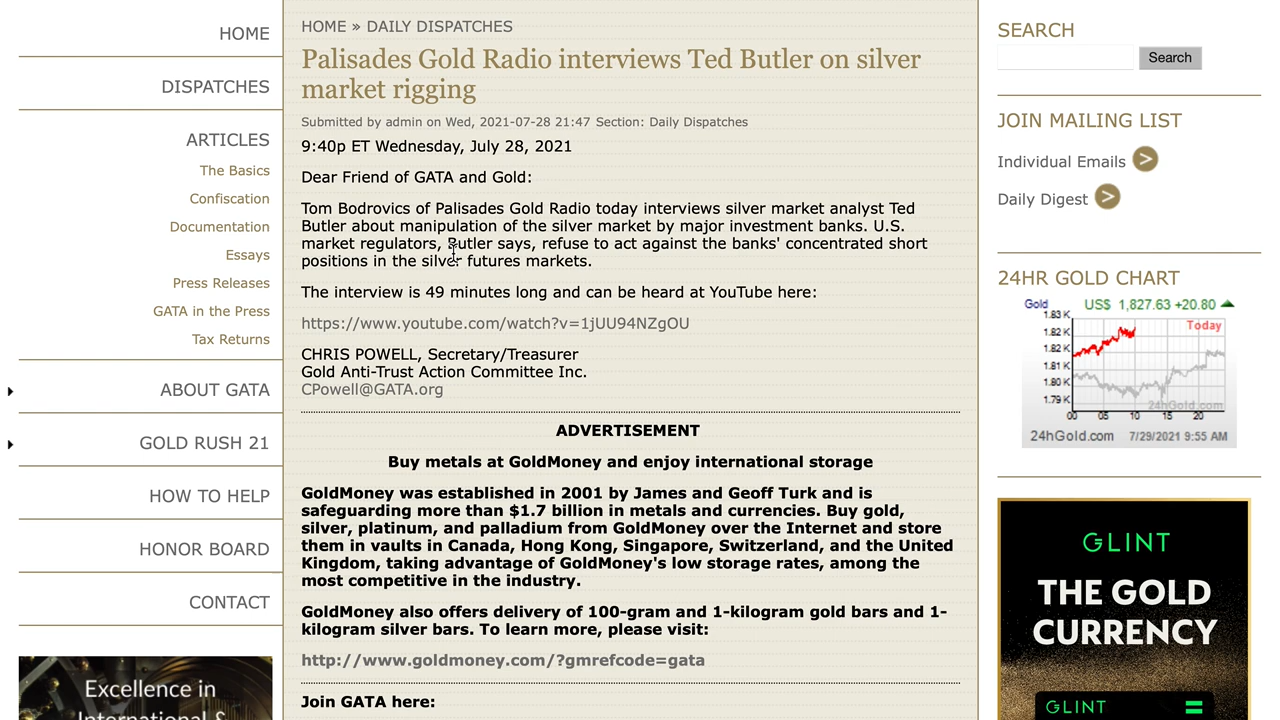 HOME
DISPATCHES
ARTICLES
The Basics
Confiscation
Documentation
Essays
Press Releases
GATA in the Press
Tax Returns
ABOUT GATA
GOLD RUSH 21
HOW TO HELP
HONOR BOARD
CONTACT
Excellence in
International &
HOME » DAILY DISPATCHES
Palisades Gold Radio interviews Ted Butler on silver
market rigging
Submitted by admin on Wed, 2021-07-28 21:47 Section: Daily Dispatches
9:40p ET Wednesday, July 28, 2021
Dear Friend of GATA and Gold:
Tom Bodrovics of Palisades Gold Radio today interviews silver market analyst Ted
Butler about manipulation of the silver market by major investment banks. U.S.
market regulators, Butler says, refuse to act against the banks' concentrated short
positions in the silver futures markets.
The interview is 49 minutes long and can be heard at YouTube here:
https://www.youtube.com/watch?v=1jUU94NZgOU
CHRIS POWELL, Secretary/Treasurer
Gold Anti-Trust Action Committee Inc.
CPowell@GATA.org
ADVERTISEMENT
Buy metals at GoldMoney and enjoy international storage
GoldMoney was established in 2001 by James and Geoff Turk and is
safeguarding more than $1.7 billion in metals and currencies. Buy gold,
silver, platinum, and palladium from GoldMoney over the Internet and store
them in vaults in Canada, Hong Kong, Singapore, Switzerland, and the United
Kingdom, taking advantage of GoldMoney's low storage rates, among the
most competitive in the industry.
GoldMoney also offers delivery of 100-gram and 1-kilogram gold bars and 1-
kilogram silver bars. To learn more, please visit:
http://www.goldmoney.com/?gmrefcode=gata
Join GATA here:
SEARCH
Search
JOIN MAILING LIST
Individual Emails >
Daily Digest >
24HR GOLD CHART
Gold US$ 1,827.63 +20.80
Today
1.83 K
1.82 K
1.82 K
1.81 K
1.80 K
1.79 K
00 05 10 15 20
24hGold.com
24hGold.com 7/29/2021 9:55 AM
GLINT
THE GOLD
CURRENCY
GLINT